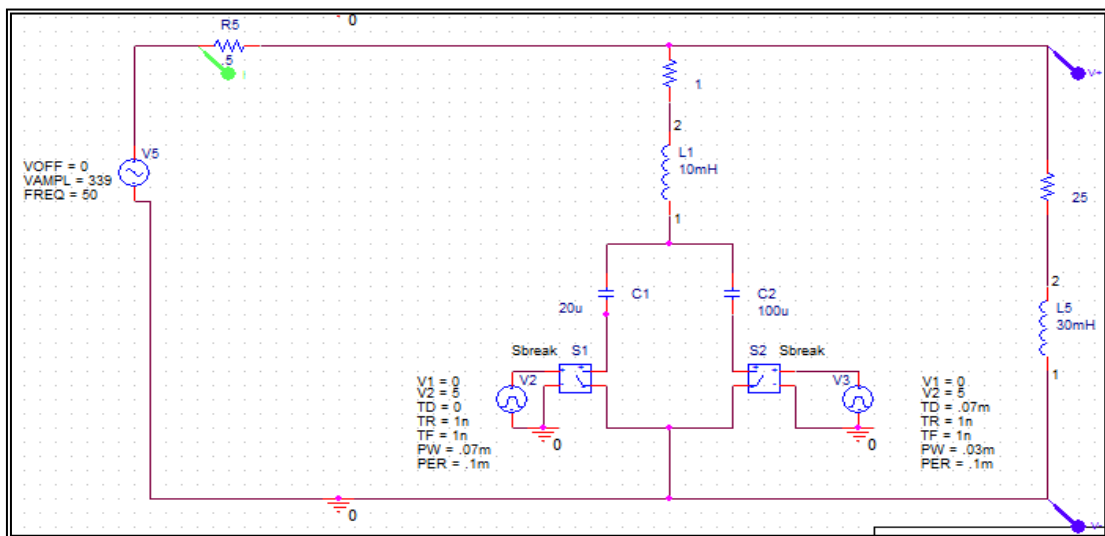 0
R5
.5
I
V+
1
2
V5
L1
10mH
VOFF = 0
VAMPL = 339
FREQ = 50
25
1
2
C1
C2
20u
100u
L5
30mH
Sbreak
S1
S2
Sbreak
1
V2
V3
V1 = 0
V2 = 5
TD = 0
TR = 1n
TF = 1n
PW = .07m
PER = .1m
V1 = 0
V2 = 5
TD = .07m
TR = 1n
TF = 1n
PW = .03m
PER = .1m
0
0
0
V-